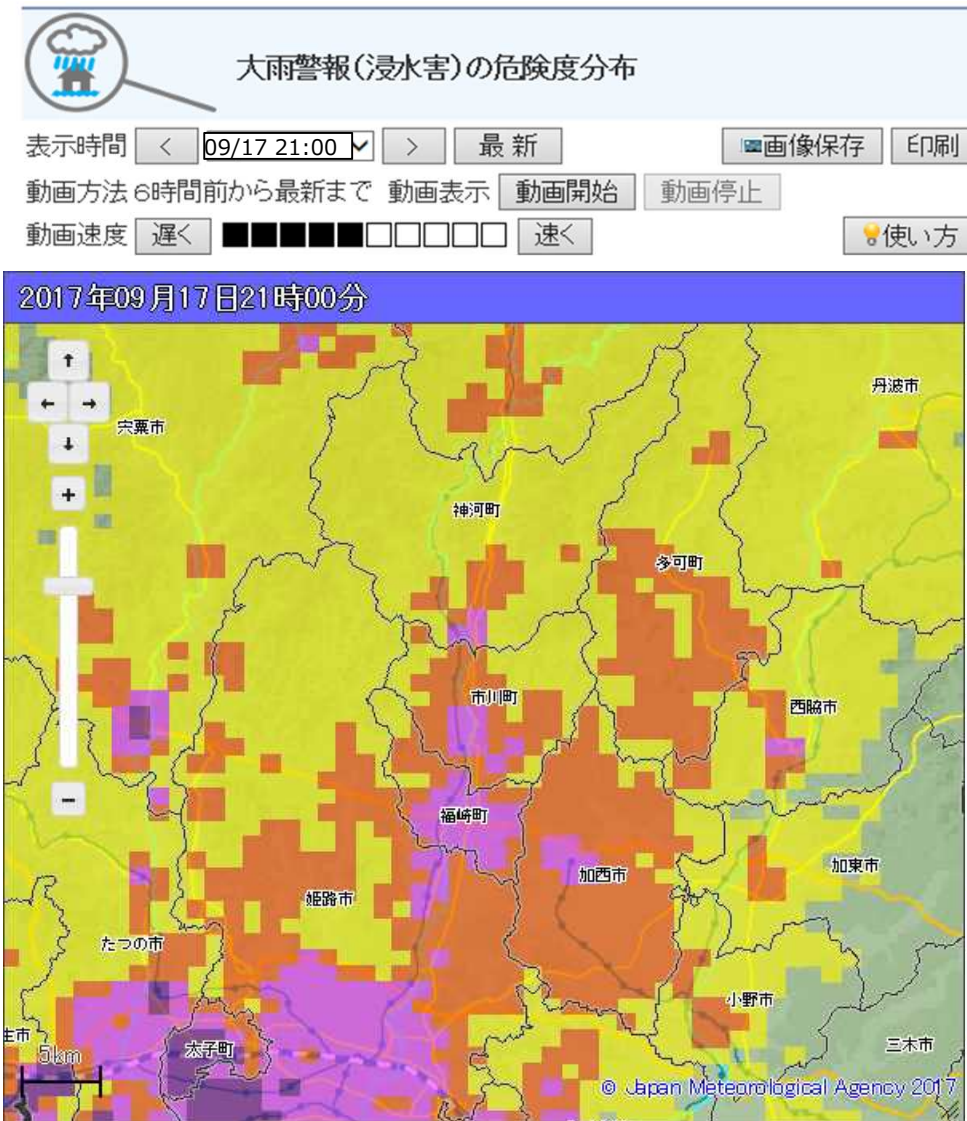 大雨警報(浸水害)の危険度分布
表示時間 < 09/17 21:00 > 最 新 画像保存 印刷
動画方法 6時間前から最新まで 動画表示 動画開始 動画停止
動画速度 遅く 速く 使い方
2017年09月17日21時00分
丹波市
宍粟市
神河町
多可町
市川町
西脇市
福崎町
加西市
加東市
姫路市
たつの市
小野市
生市
太子町
三木市
5km
© Japan Meteorological Agency 2017